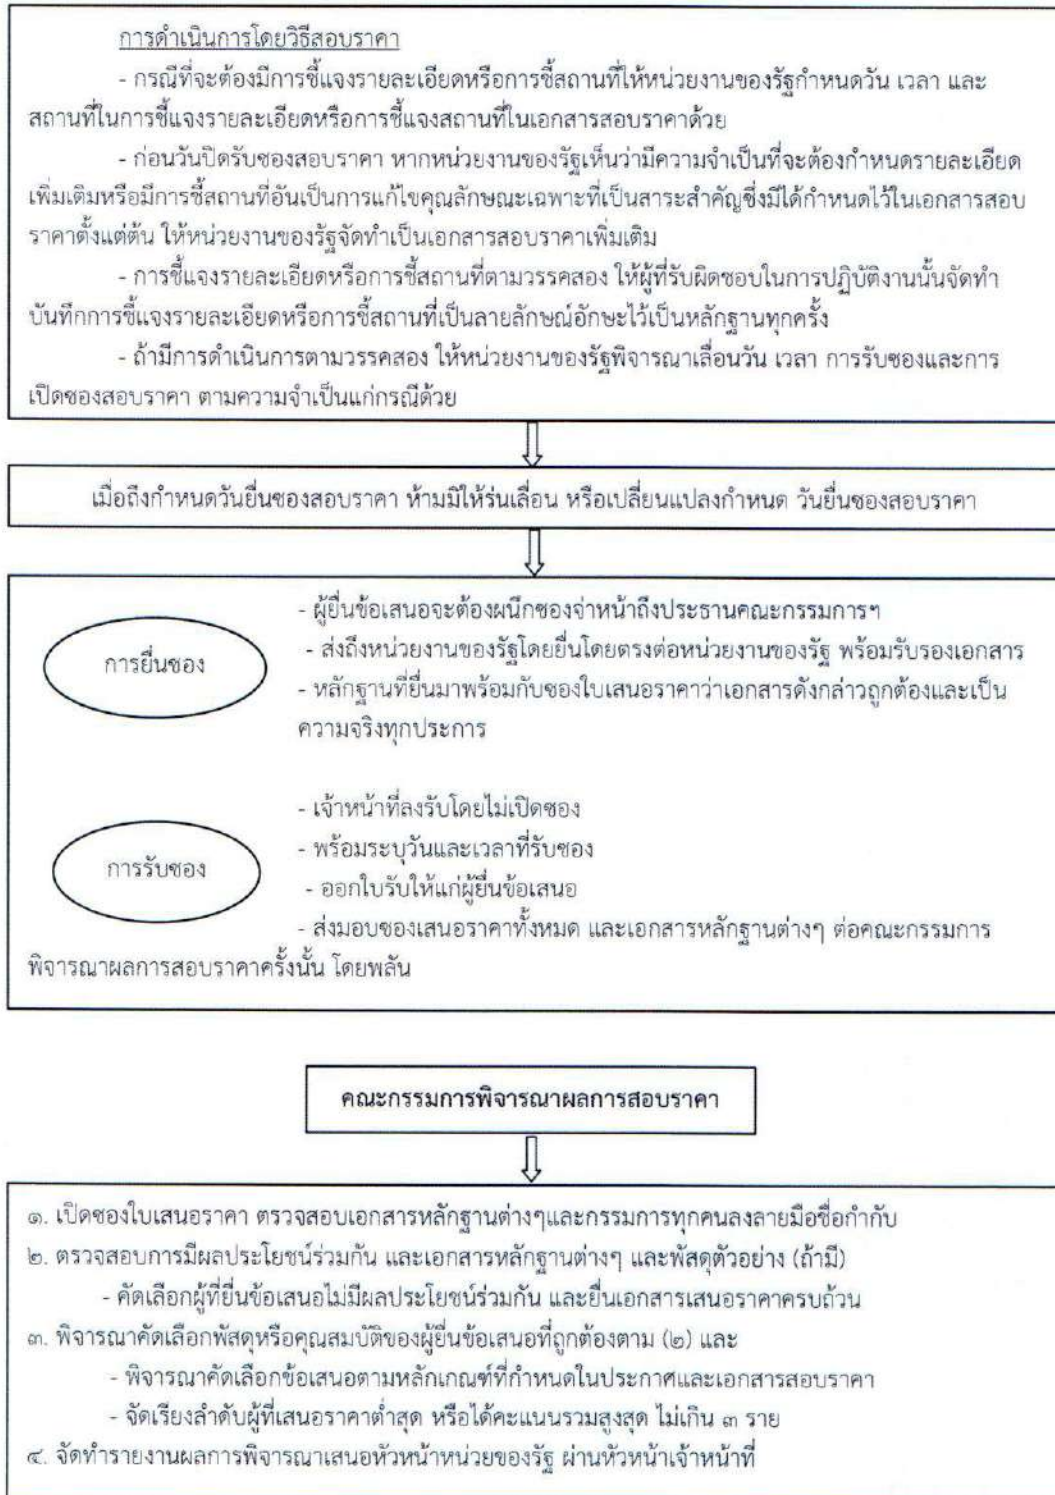 การดำเนินการโดยวิธีสอบราคา
- กรณีที่จะต้องมีการชี้แจงรายละเอียดหรือการชี้สถานที่ให้หน่วยงานของรัฐกำหนดวัน เวลา และ
สถานที่ในการชี้แจงรายละเอียดหรือการชี้แจงสถานที่ในเอกสารสอบราคาด้วย
- ก่อนวันปิดรับซองสอบราคา หากหน่วยงานของรัฐเห็นว่ามีความจำเป็นที่จะต้องกำหนดรายละเอียด
เพิ่มเติมหรือมีการชี้สถานที่อันเป็นการแก้ไขคุณลักษณะเฉพาะที่เป็นสาระสำคัญซึ่งมิได้กำหนดไว้ในเอกสารสอบ
ราคาตั้งแต่ต้น ให้หน่วยงานของรัฐจัดทำเป็นเอกสารสอบราคาเพิ่มเติม
- การชี้แจงรายละเอียดหรือการชี้สถานที่ตามวรรคสอง ให้ผู้ที่รับผิดชอบในการปฏิบัติงานนั้นจัดทำ
บันทึกการชี้แจงรายละเอียดหรือการชี้สถานที่เป็นลายลักษณ์อักษะไว้เป็นหลักฐานทุกครั้ง
- ถ้ามีการดำเนินการตามวรรคสอง ให้หน่วยงานของรัฐพิจารณาเลื่อนวัน เวลา การรับซองและการ
เปิดซองสอบราคา ตามความจำเป็นแก่กรณีด้วย
เมื่อถึงกำหนดวันยื่นซองสอบราคา ห้ามมิให้ร่นเลื่อน หรือเปลี่ยนแปลงกำหนด วันยื่นซองสอบราคา
การยื่นซอง
- ผู้ยื่นข้อเสนอจะต้องผนึกซองจ่าหน้าถึงประธานคณะกรรมการฯ
- ส่งถึงหน่วยงานของรัฐโดยยื่นโดยตรงต่อหน่วยงานของรัฐ พร้อมรับรองเอกสาร
- หลักฐานที่ยื่นมาพร้อมกับซองใบเสนอราคาว่าเอกสารดังกล่าวถูกต้องและเป็น
ความจริงทุกประการ
การรับซอง
- เจ้าหน้าที่ลงรับโดยไม่เปิดซอง
- พร้อมระบุวันและเวลาที่รับซอง
- ออกใบรับให้แก่ผู้ยื่นข้อเสนอ
- ส่งมอบซองเสนอราคาทั้งหมด และเอกสารหลักฐานต่างๆ ต่อคณะกรรมการ
พิจารณาผลการสอบราคาครั้งนั้น โดยพลัน
คณะกรรมการพิจารณาผลการสอบราคา
๑. เปิดซองใบเสนอราคา ตรวจสอบเอกสารหลักฐานต่างๆและกรรมการทุกคนลงลายมือชื่อกำกับ
๒. ตรวจสอบการมีผลประโยชน์ร่วมกัน และเอกสารหลักฐานต่างๆ และพัสดุตัวอย่าง (ถ้ามี)
- คัดเลือกผู้ที่ยื่นข้อเสนอไม่มีผลประโยชน์ร่วมกัน และยื่นเอกสารเสนอราคาครบถ้วน
๓. พิจารณาคัดเลือกพัสดุหรือคุณสมบัติของผู้ยื่นข้อเสนอที่ถูกต้องตาม (๒) และ
- พิจารณาคัดเลือกข้อเสนอตามหลักเกณฑ์ที่กำหนดในประกาศและเอกสารสอบราคา
- จัดเรียงลำดับผู้ที่เสนอราคาต่ำสุด หรือได้คะแนนรวมสูงสุด ไม่เกิน ๓ ราย
๔. จัดทำรายงานผลการพิจารณาเสนอหัวหน้าหน่วยของรัฐ ผ่านหัวหน้าเจ้าหน้าที่